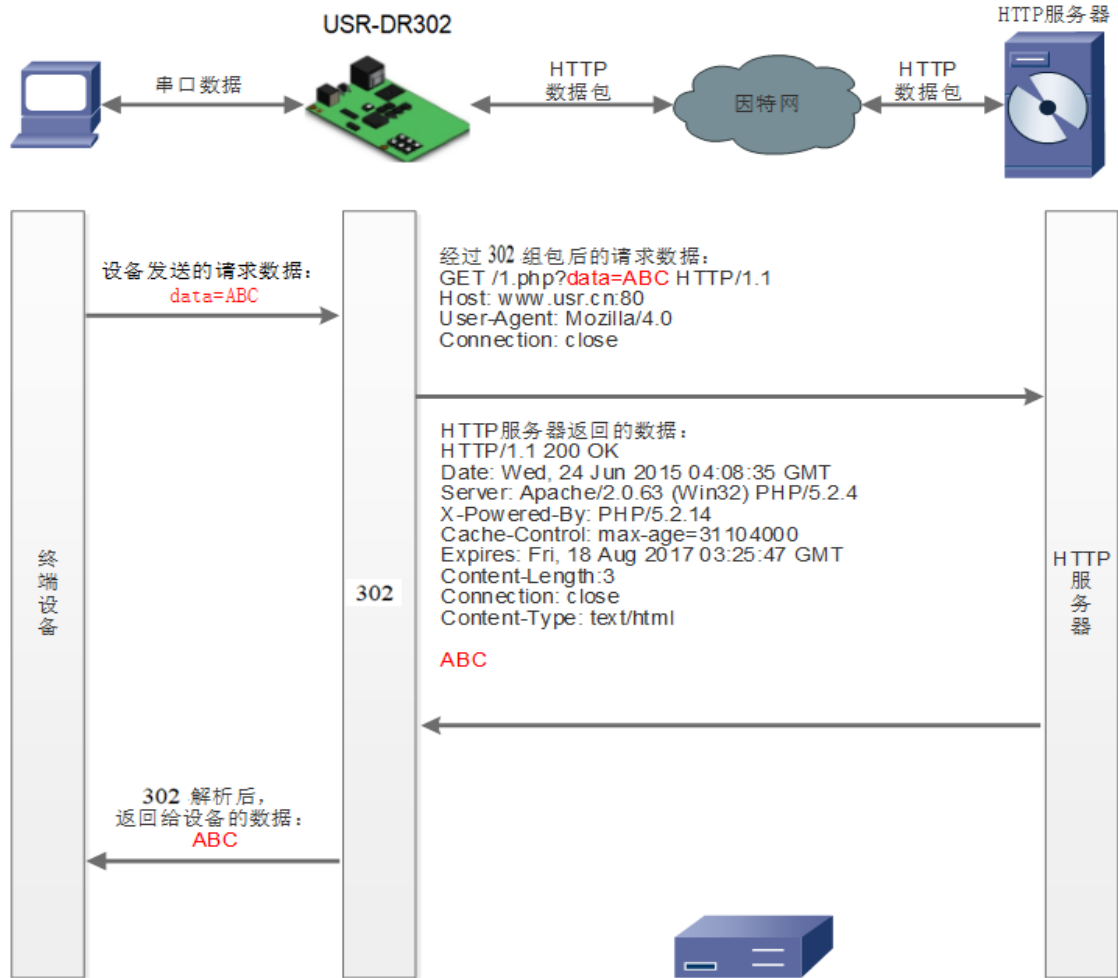 USR-DR302
HTTP服务器
串口数据
HTTP
数据包
因特网
HTTP
数据包
设备发送的请求数据:
data=ABC
经过 302 组包后的请求数据:
GET /1.php?data=ABC HTTP/1.1
Host: www.usr.cn:80
User-Agent: Mozilla/4.0
Connection: close
HTTP服务器返回的数据:
HTTP/1.1 200 OK
Date: Wed, 24 Jun 2015 04:08:35 GMT
Server: Apache/2.0.63 (Win32) PHP/5.2.4
X-Powered-By: PHP/5.2.14
Cache-Control: max-age=31104000
Expires: Fri, 18 Aug 2017 03:25:47 GMT
Content-Length:3
Connection: close
Content-Type: text/html
ABC
终
端
设
备
302
HTTP
服
务
器
302 解析后,
返回给设备的数据:
ABC